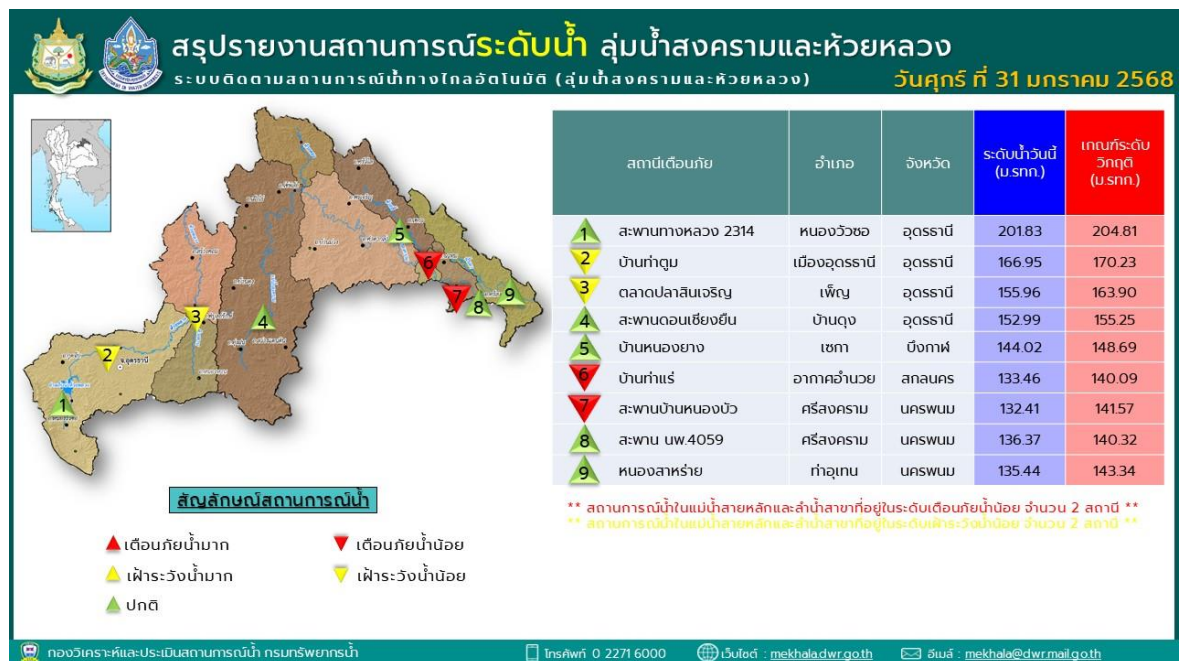 สรุปรายงานสถานการณ์ระดับน้ำ ลุ่มน้ำสงครามและห้วยหลวง
ระบบติดตามสถานการณ์น้ำทางไกลอัตโนมัติ (ลุ่มน้ำสงครามและห้วยหลวง)
วันศุกร์ ที่ 31 มกราคม 2568
สถานีเตือนภัย อำเภอ จังหวัด ระดับน้ำวันนี้ (ม.รทก.) เกณฑ์ระดับวิกฤติ (ม.รทก.)
1 สะพานทางหลวง 2314 หนองวัวซอ อุดรธานี 201.83 204.81
2 บ้านท่าตูม เมืองอุดรธานี อุดรธานี 166.95 170.23
3 ตลาดปลาสินเจริญ เพ็ญ อุดรธานี 155.96 163.90
4 สะพานดอนเชียงยืน บ้านดุง อุดรธานี 152.99 155.25
5 บ้านหนองยาง เซกา บึงกาฬ 144.02 148.69
6 บ้านท่าแร่ อากาศอำนวย สกลนคร 133.46 140.09
7 สะพานบ้านหนองบัว ศรีสงคราม นครพนม 132.41 141.57
8 สะพาน นพ.4059 ศรีสงคราม นครพนม 136.37 140.32
9 หนองสาหร่าย ท่าอุเทน นครพนม 135.44 143.34
** สถานการณ์น้ำในแม่น้ำสายหลักและลำน้ำสาขาที่อยู่ในระดับเตือนภัยน้ำน้อย จำนวน 2 สถานี **
** สถานการณ์น้ำในแม่น้ำสายหลักและลำน้ำสาขาที่อยู่ในระดับเฝ้าระวังน้ำน้อย จำนวน 2 สถานี **
5
6
7
8
9
3
4
2
จ.อุดรธานี
1
สัญลักษณ์สถานการณ์น้ำ
เตือนภัยน้ำมาก เตือนภัยน้ำน้อย
เฝ้าระวังน้ำมาก เฝ้าระวังน้ำน้อย
ปกติ
กองวิเคราะห์และประเมินสถานการณ์น้ำ กรมทรัพยากรน้ำ โทรศัพท์ 0 2271 6000 เว็บไซต์ : mekhala.dwr.go.th อีเมล์ : mekhala@dwr.mail.go.th